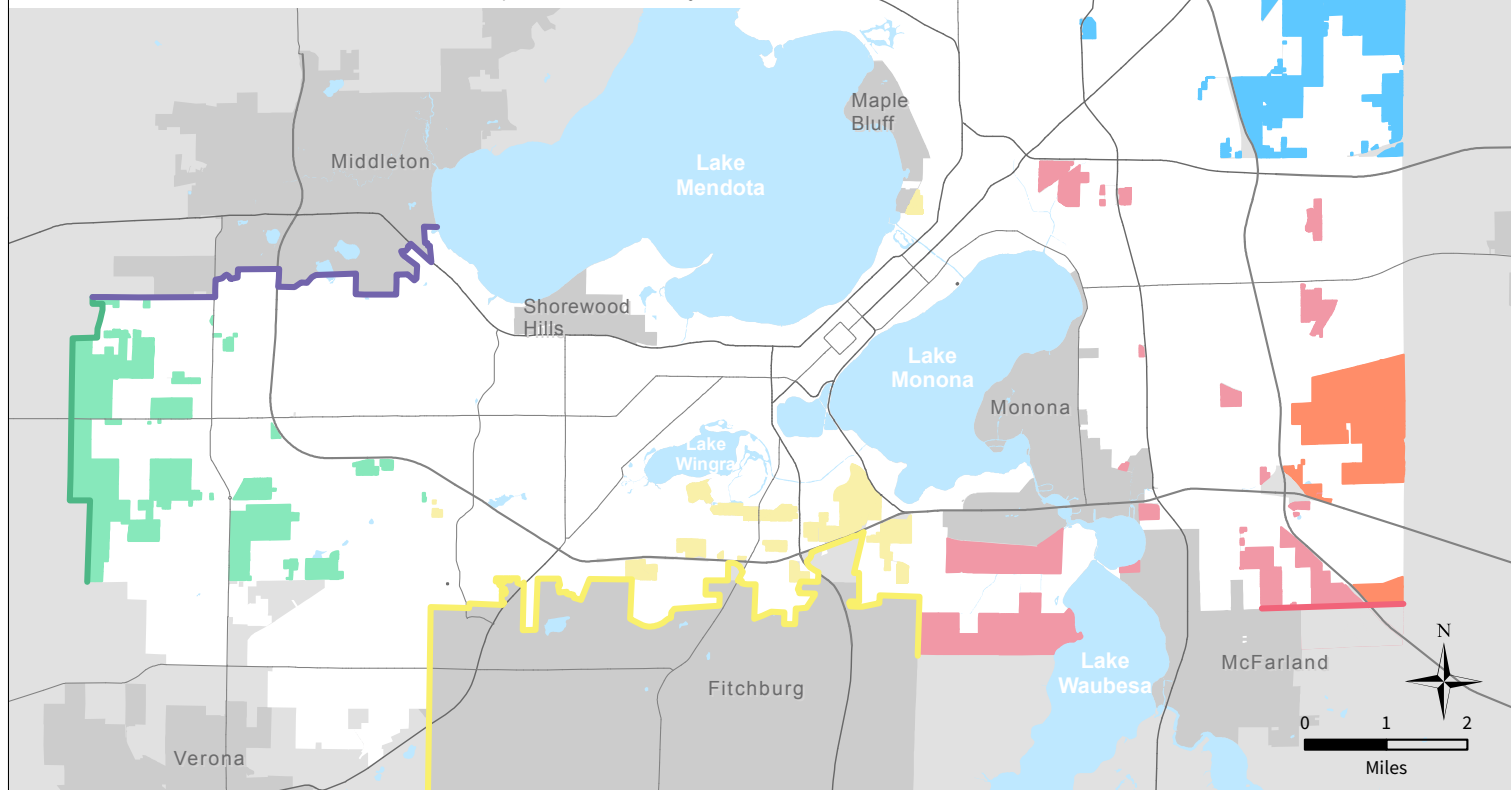 Maple
Bluff
Middleton
Lake
Mendota
Shorewood
Hills
Lake
Monona
Monona
Lake
Wingra
Lake
Waubesa
McFarland
Fitchburg
Verona
N
0 1 2
Miles